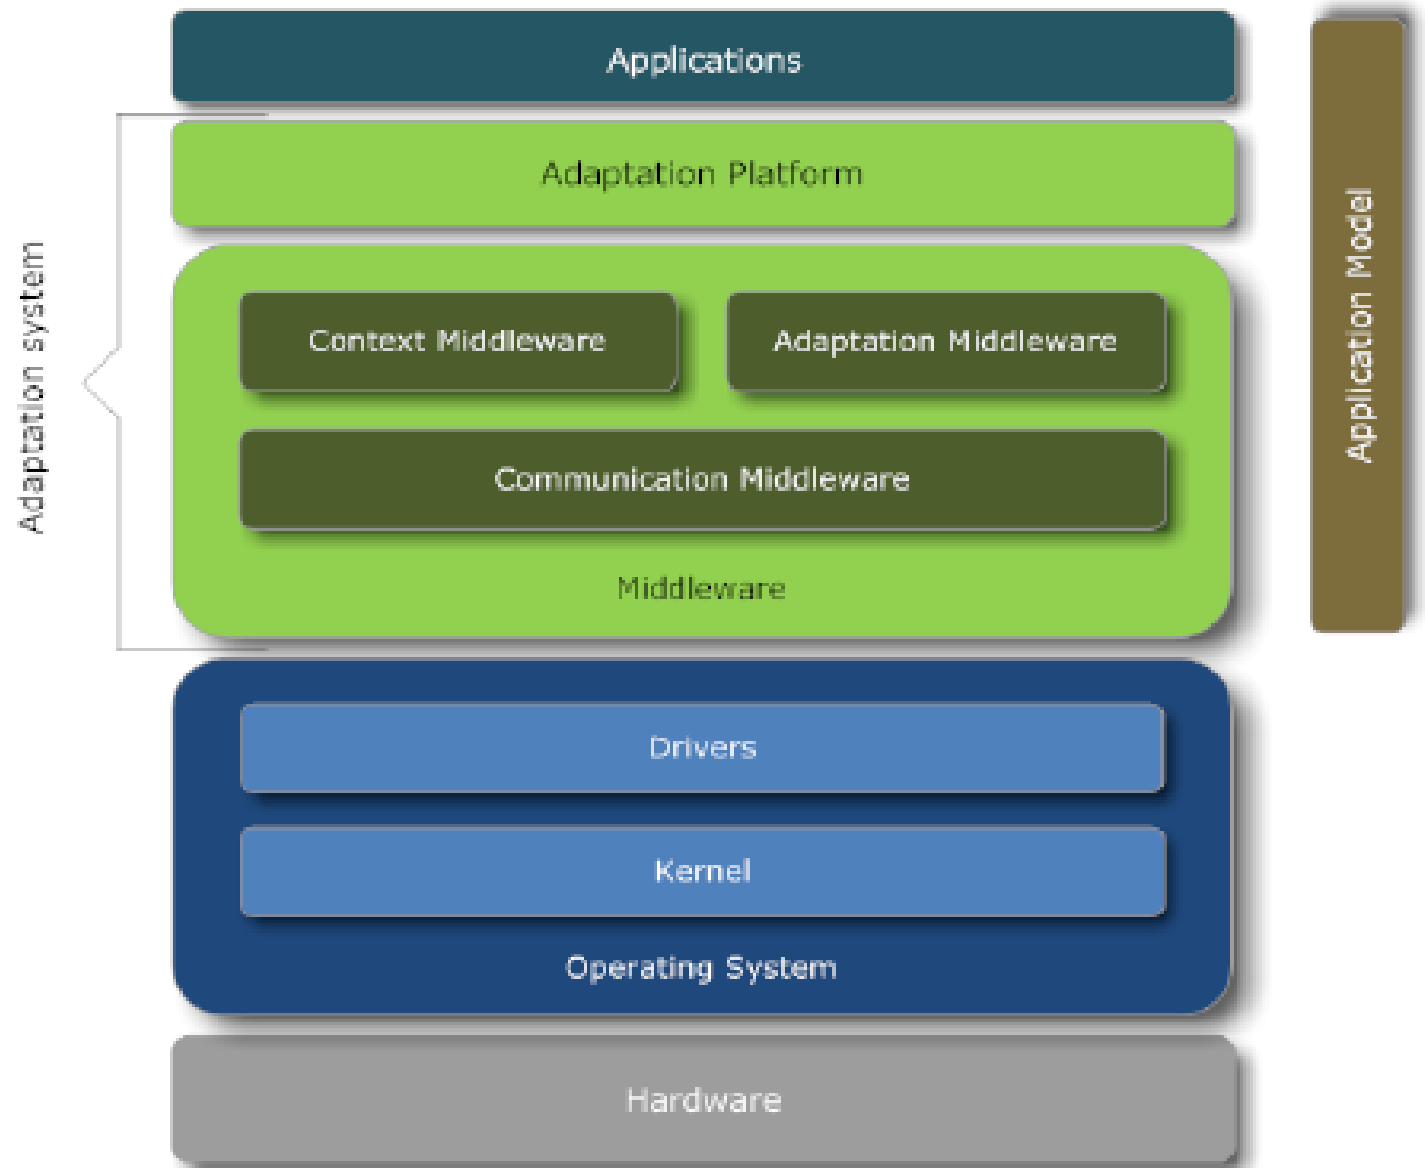 Applications
Adaptation Platform
Adaptation system
Context Middleware
Adaptation Middleware
Communication Middleware
Middleware
Application Model
Drivers
Kernel
Operating System
Hardware